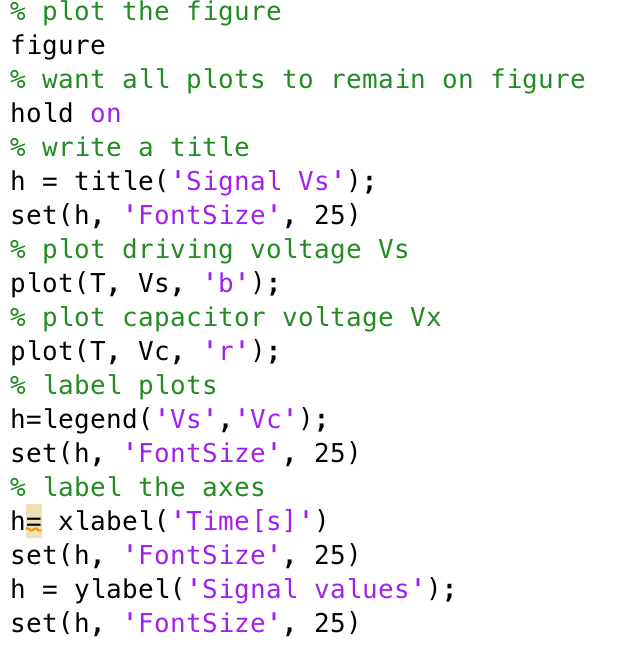 % plot the figure
figure
% want all plots to remain on figure
hold on
% write a title
h = title('Signal Vs');
set(h, 'FontSize', 25)
% plot driving voltage Vs
plot(T, Vs, 'b');
% plot capacitor voltage Vx
plot(T, Vc, 'r');
% label plots
h=legend('Vs','Vc');
set(h, 'FontSize', 25)
% label the axes
h= xlabel('Time[s]')
set(h, 'FontSize', 25)
h = ylabel('Signal values');
set(h, 'FontSize', 25)